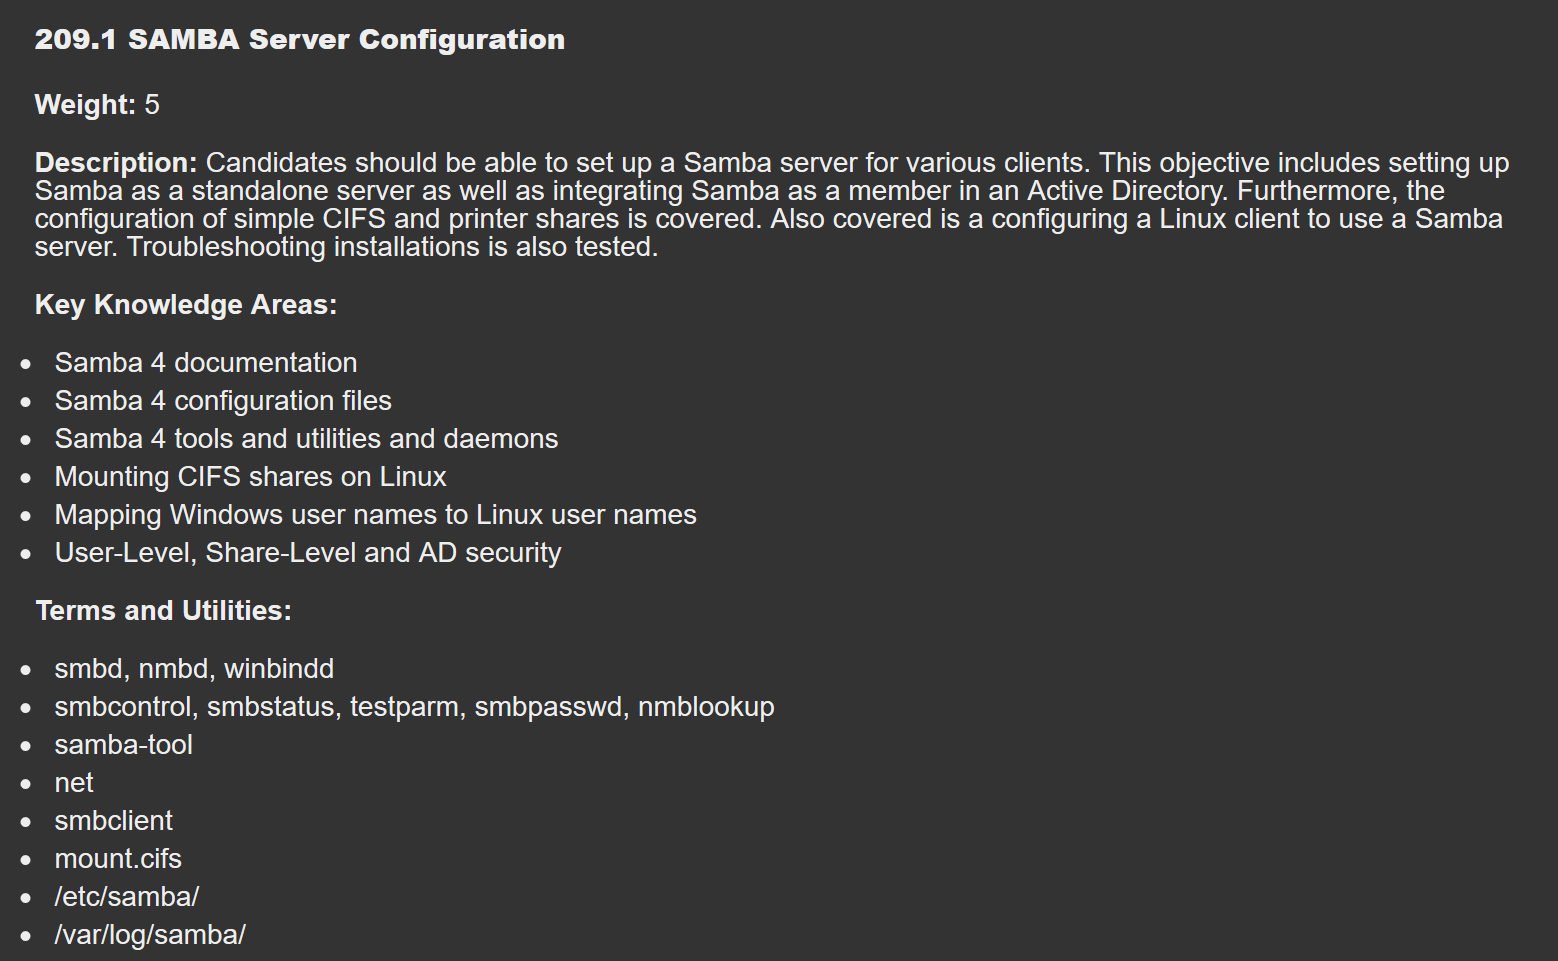 209.1 SAMBA Server Configuration
Weight: 5
Description: Candidates should be able to set up a Samba server for various clients. This objective includes setting up
Samba as a standalone server as well as integrating Samba as a member in an Active Directory. Furthermore, the
configuration of simple CIFS and printer shares is covered. Also covered is a configuring a Linux client to use a Samba
server. Troubleshooting installations is also tested.
Key Knowledge Areas:
• Samba 4 documentation
• Samba 4 configuration files
• Samba 4 tools and utilities and daemons
• Mounting CIFS shares on Linux
• Mapping Windows user names to Linux user names
• User-Level, Share-Level and AD security
Terms and Utilities:
• smbd, nmbd, winbindd
• smbcontrol, smbstatus, testparm, smbpasswd, nmblookup
• samba-tool
• net
• smbclient
• mount.cifs
• /etc/samba/
• /var/log/samba/